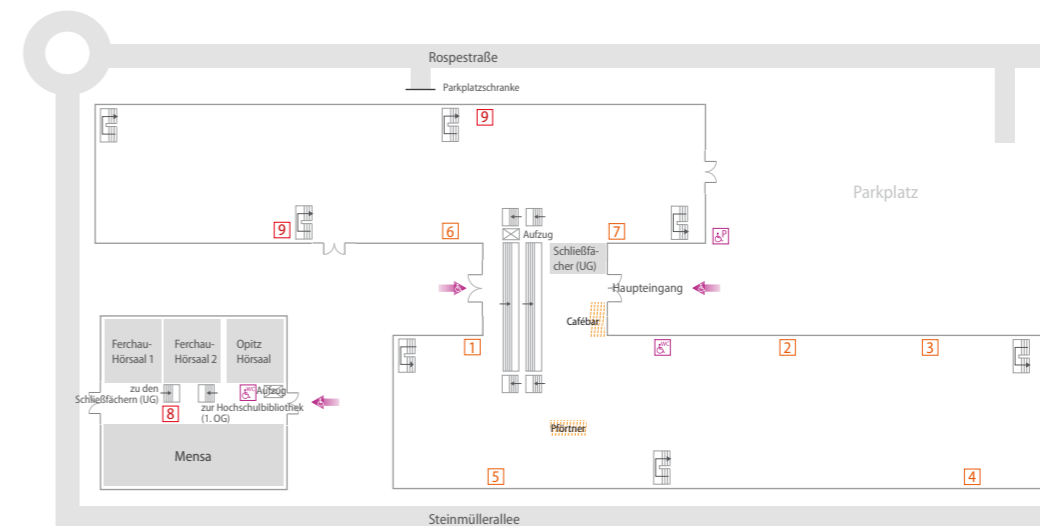 Rospestraße
Parkplatzschranke
9
Parkplatz
9
6
Aufzug
7
P
Schließfä-
cher (UG)
Haupteingang
Cafébar
Ferchau-
Hörsaal 1
Ferchau-
Hörsaal 2
Opitz
Hörsaal
1
WC
2
3
zu den
Schließfächern (UG)
WC
Aufzug
8
zur Hochschulbibliothek
(1. OG)
Pförtner
Mensa
5
4
Steinmüllerallee